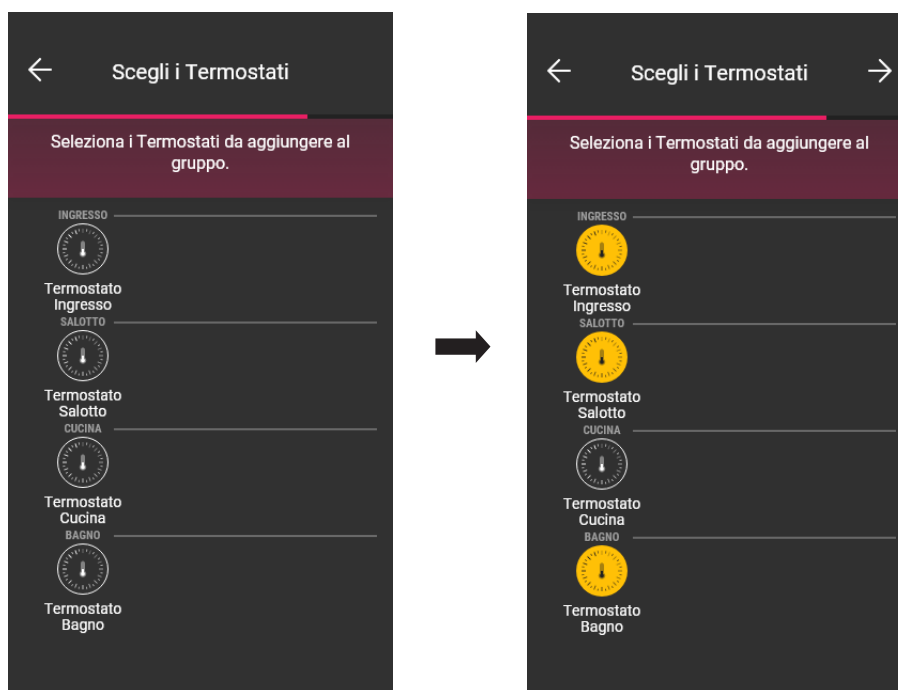 Scegli i Termostati
Seleziona i Termostati da aggiungere al
gruppo.
INGRESSO
Termostato
Ingresso
SALOTTO
Termostato
Salotto
CUCINA
Termostato
Cucina
BAGNO
Termostato
Bagno
Scegli i Termostati
Seleziona i Termostati da aggiungere al
gruppo.
INGRESSO
Termostato
Ingresso
SALOTTO
Termostato
Salotto
CUCINA
Termostato
Cucina
BAGNO
Termostato
Bagno